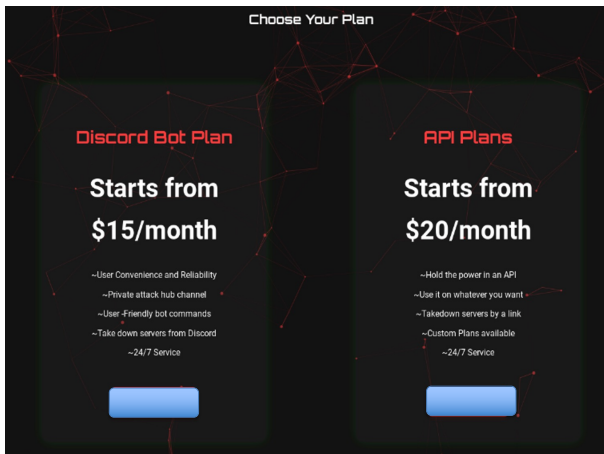 Choose Your Plan
Discord Bot Plan
Starts from
$15/month
~User Convenience and Reliability
~Private attack hub channel
~User -Friendly bot commands
~Take down servers from Discord
~24/7 Service
API Plans
Starts from
$20/month
~Hold the power in an API
~Use it on whatever you want
~Takedown servers by a link
~Custom Plans available
~24/7 Service